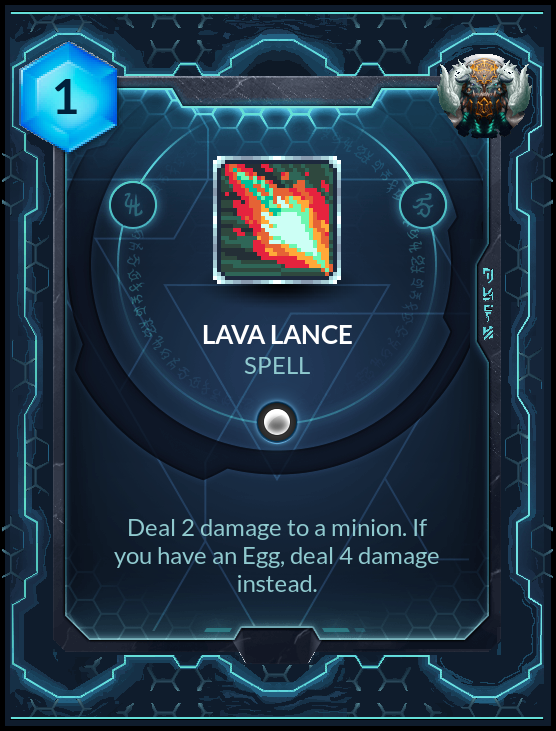 1
LAVA LANCE
SPELL
Deal 2 damage to a minion. If
you have an Egg, deal 4 damage
instead.